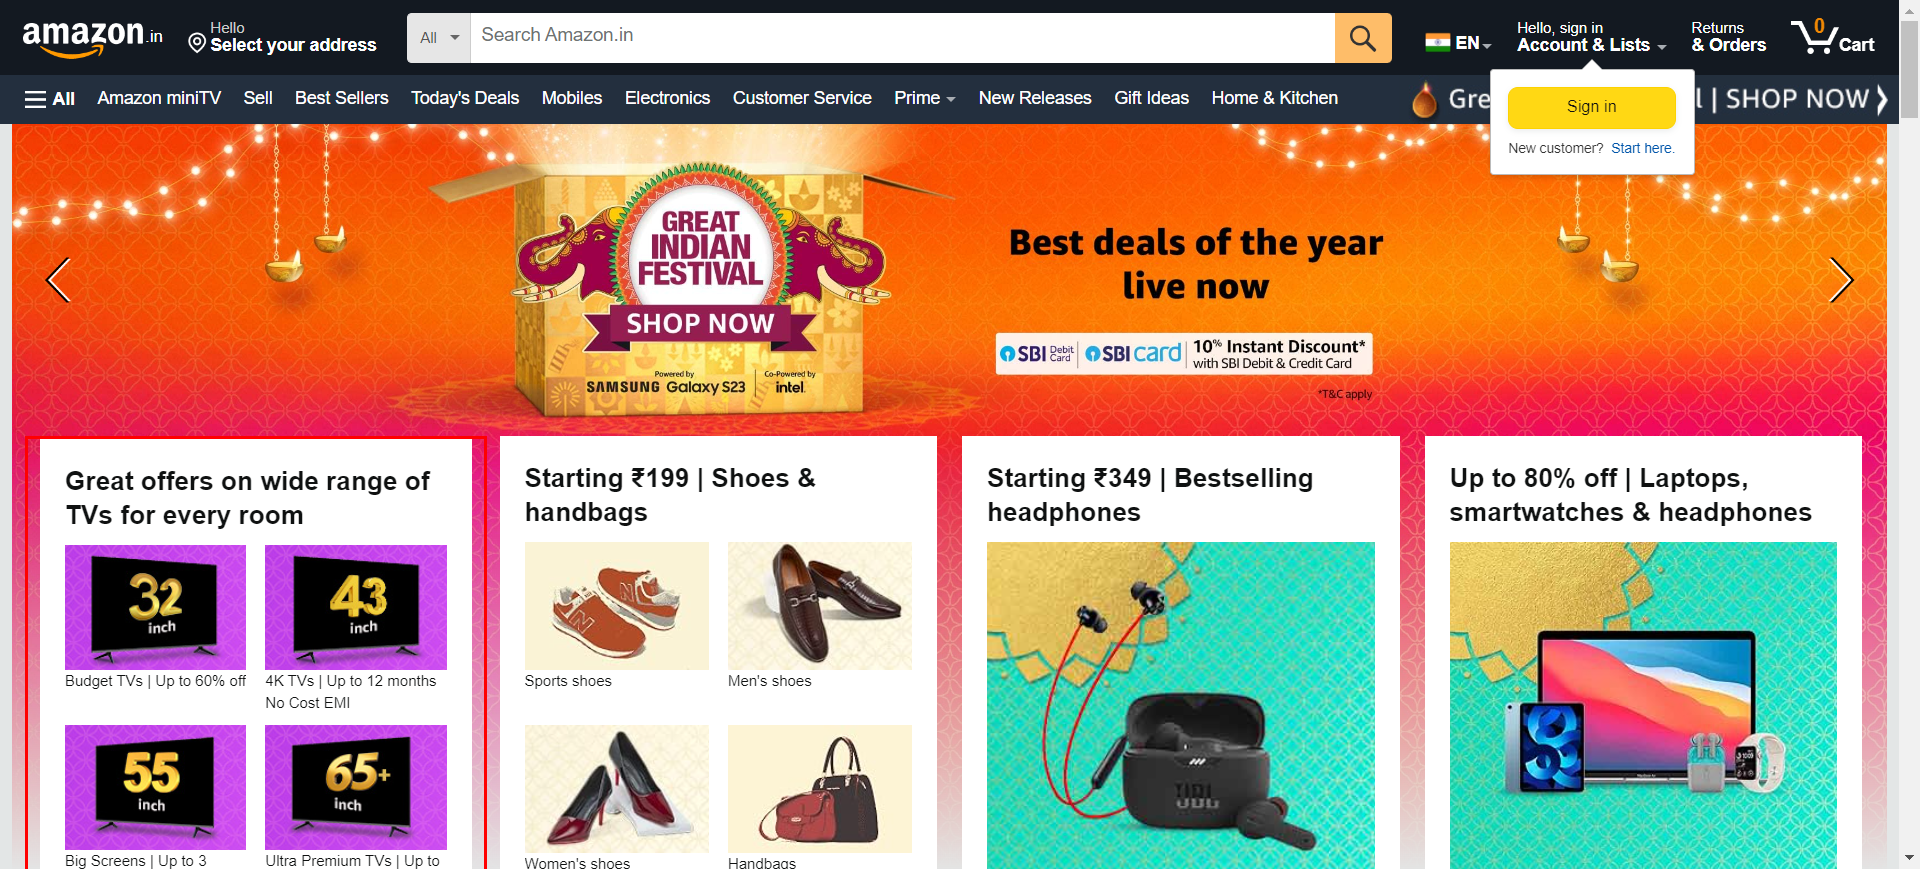 amazon.in
Hello
Select your address
All
Search Amazon.in
EN
Hello, sign in
Account & Lists
Returns
& Orders
0
Cart
All
Amazon miniTV
Sell
Best Sellers
Today's Deals
Mobiles
Electronics
Customer Service
Prime
New Releases
Gift Ideas
Home & Kitchen
Gre
l | SHOP NOW
Sign in
New customer? Start here.
GREAT
INDIAN
FESTIVAL
SHOP NOW
Powered by
SAMSUNG Galaxy S23
Co-Powered by
intel.
Best deals of the year
live now
SBI Debit Card
SBI card
10% Instant Discount*
with SBI Debit & Credit Card
*T&C apply
Great offers on wide range of
TVs for every room
32
inch
43
inch
Budget TVs | Up to 60% off
4K TVs | Up to 12 months
No Cost EMI
55
inch
65+
inch
Big Screens | Up to 3
Ultra Premium TVs | Up to
Starting ₹199 | Shoes &
handbags
Sports shoes
Men's shoes
Women's shoes
Handbags
Starting ₹349 | Bestselling
headphones
JBL
Up to 80% off | Laptops,
smartwatches & headphones